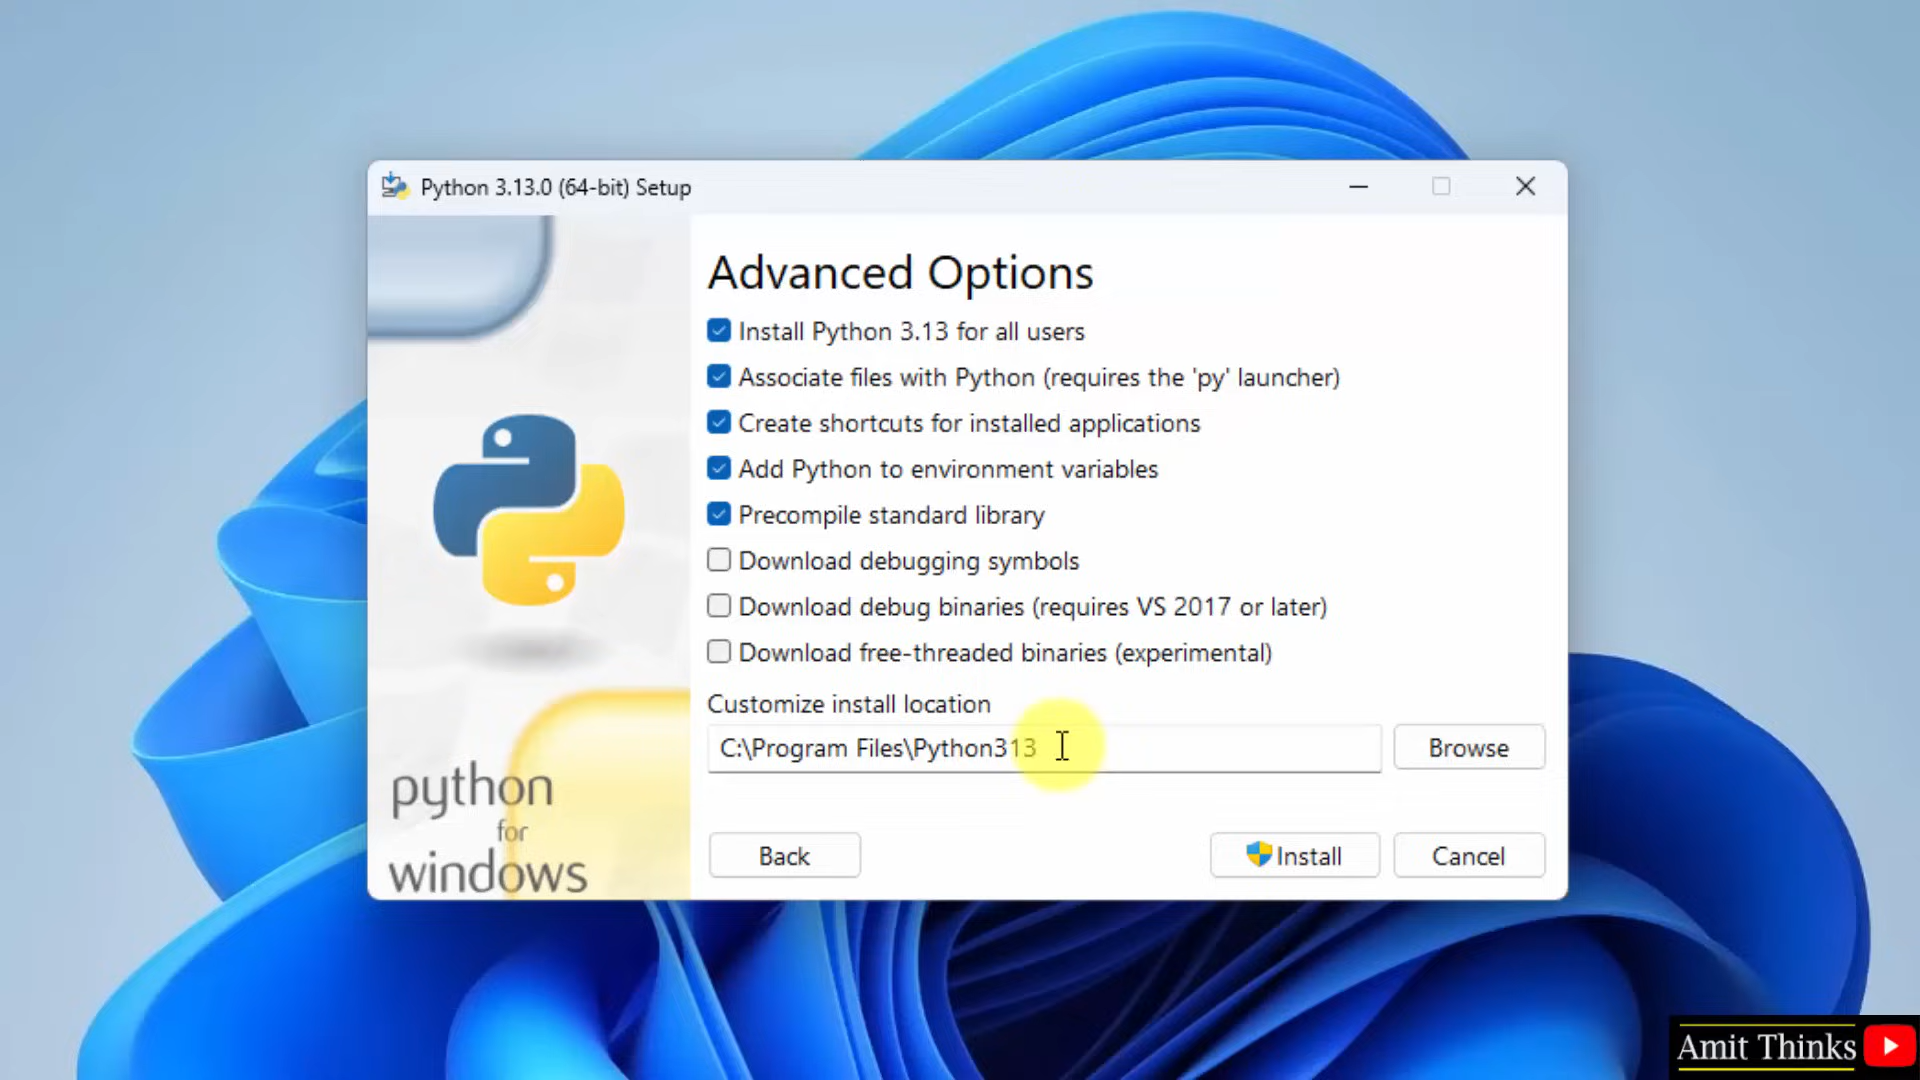 Python 3.13.0 (64-bit) Setup
Advanced Options
Install Python 3.13 for all users
Associate files with Python (requires the 'py' launcher)
Create shortcuts for installed applications
Add Python to environment variables
Precompile standard library
Download debugging symbols
Download debug binaries (requires VS 2017 or later)
Download free-threaded binaries (experimental)
Customize install location
C:\Program Files\Python313
Browse
python
for
windows
Back
Install
Cancel
Amit Thinks